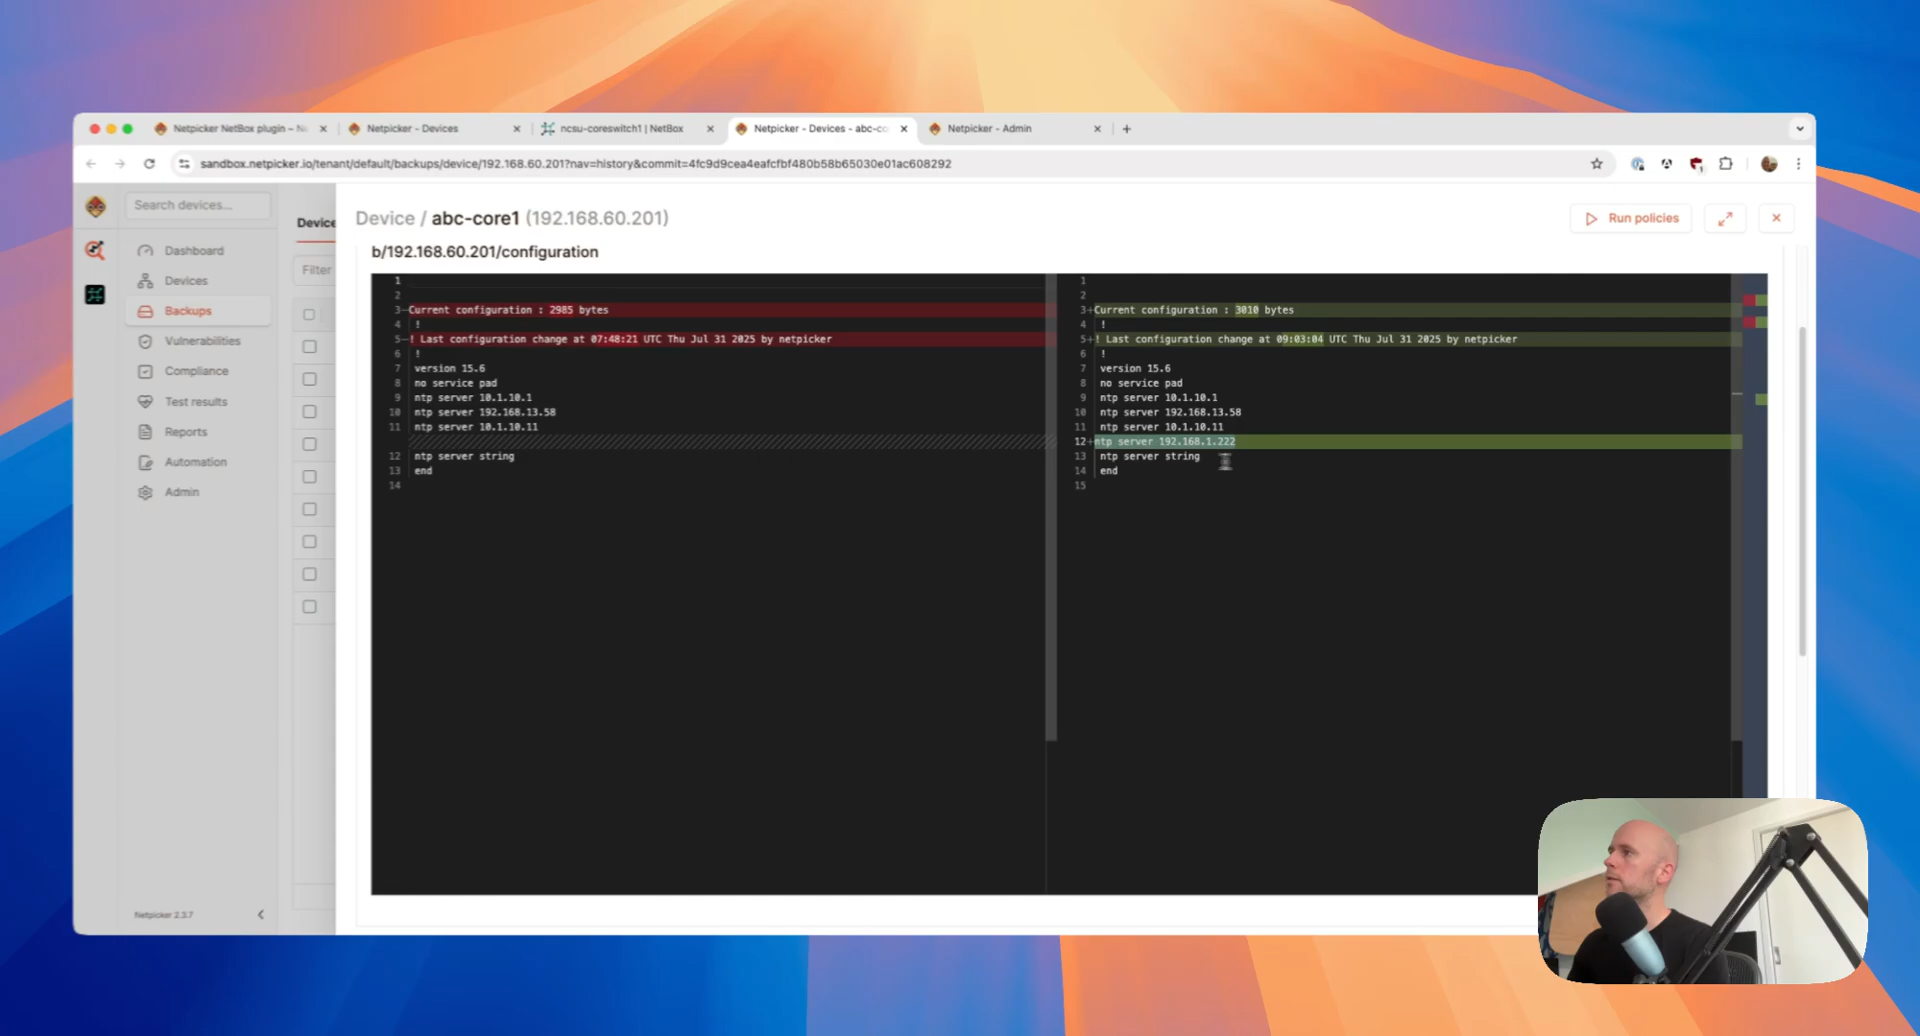 Netpicker NetBox plugin – N
Netpicker - Devices
ncsu-coreswitch1 | NetBox
Netpicker - Devices - abc-co
Netpicker - Admin
sandbox.netpicker.io/tenant/default/backups/device/192.168.60.201?nav=history&commit=4fc9d9cea4eafcfbf480b58b65030e01ac608292
Search devices...
Dashboard
Devices
Backups
Vulnerabilities
Compliance
Test results
Reports
Automation
Admin
Netpicker 2.3.7
Device
Filter
Device / abc-core1 (192.168.60.201)
Run policies
b/192.168.60.201/configuration
1
2
3 - Current configuration : 2985 bytes
4 !
5 - ! Last configuration change at 07:48:21 UTC Thu Jul 31 2025 by netpicker
6 !
7 version 15.6
8 no service pad
9 ntp server 10.1.10.1
10 ntp server 192.168.13.58
11 ntp server 10.1.10.11
12 ntp server string
13 end
14
1
2
3 + Current configuration : 3010 bytes
4 !
5 + ! Last configuration change at 09:03:04 UTC Thu Jul 31 2025 by netpicker
6 !
7 version 15.6
8 no service pad
9 ntp server 10.1.10.1
10 ntp server 192.168.13.58
11 ntp server 10.1.10.11
12 + ntp server 192.168.1.222
13 ntp server string
14 end
15